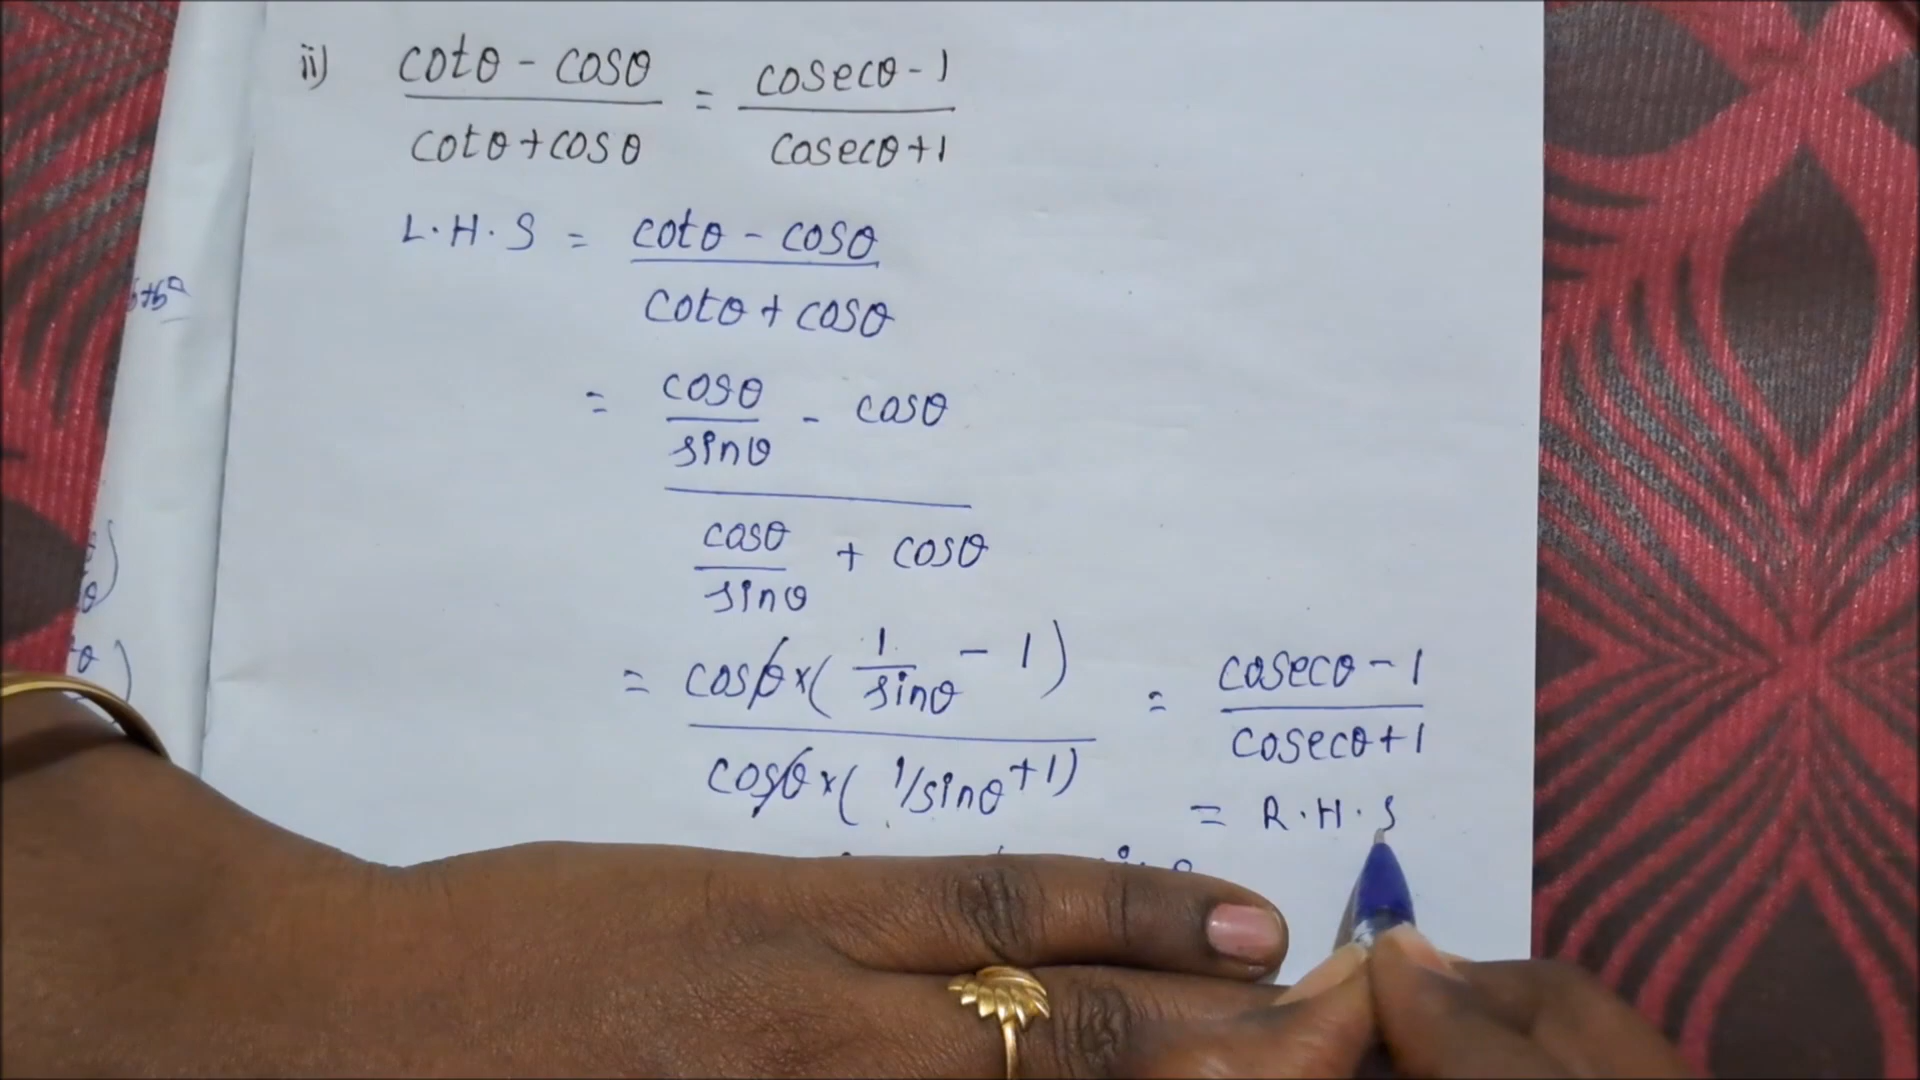 ii) cotθ - cosθ / cotθ + cosθ = cosecθ - 1 / cosecθ + 1
L.H.S = cotθ - cosθ / cotθ + cosθ
= cosθ/sinθ - cosθ / cosθ/sinθ + cosθ
= cosθ×( 1/sinθ - 1) / cosθ×( 1/sinθ + 1) = cosecθ - 1 / cosecθ + 1
= R.H.S